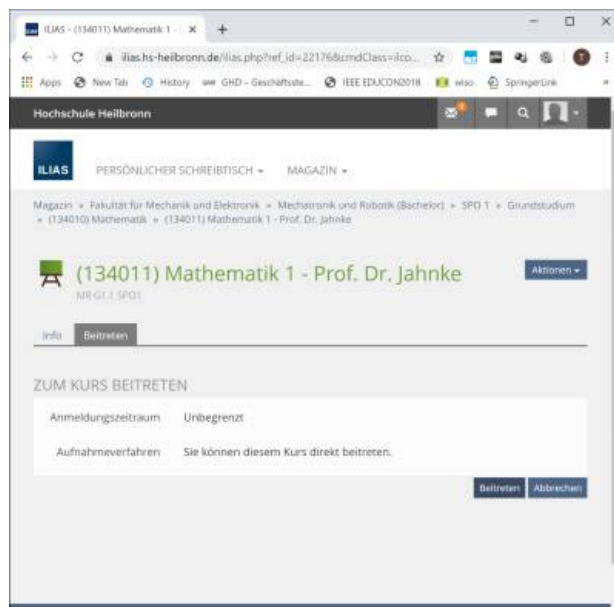 ILIAS - (134011) Mathematik 1 -
ilias.hs-heilbronn.de/ilias.php?ref_id=22176&cmdClass=ilco...
Apps New Tab History GHD - Geschäftsste... IEEE EDUCON2018 wiso SpringerLink »
Hochschule Heilbronn
ILIAS PERSÖNLICHER SCHREIBTISCH MAGAZIN
Magazin » Fakultät für Mechanik und Elektronik » Mechatronik und Robotik (Bachelor) » SPO 1 » Grundstudium
» (134010) Mathematik » (134011) Mathematik 1 - Prof. Dr. Jahnke
(134011) Mathematik 1 - Prof. Dr. Jahnke Aktionen
MR G1.1 SPO1
Info Beitreten
ZUM KURS BEITRETEN
Anmeldungszeitraum Unbegrenzt
Aufnahmeverfahren Sie können diesem Kurs direkt beitreten.
Beitreten Abbrechen